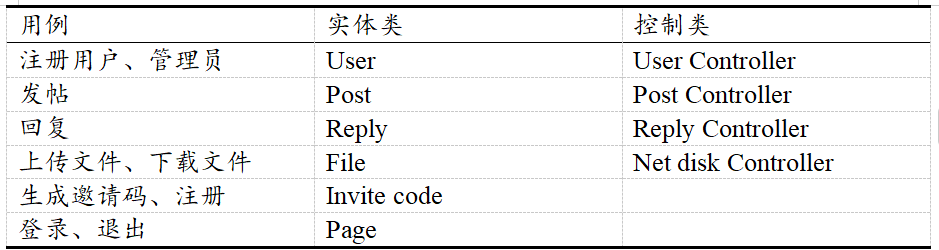 用例 实体类 控制类
注册用户、管理员 User User Controller
发帖 Post Post Controller
回复 Reply Reply Controller
上传文件、下载文件 File Net disk Controller
生成邀请码、注册 Invite code
登录、退出 Page